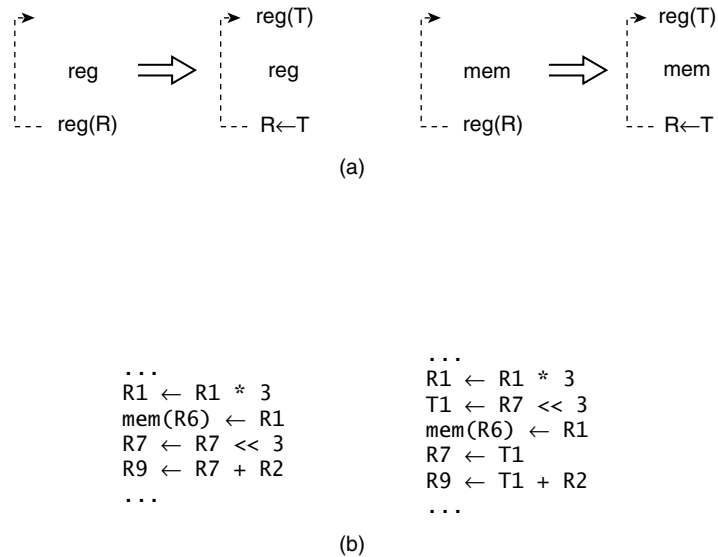 reg(T) reg(T)
reg reg mem mem
reg(R) R←T reg(R) R←T
(a)
...
R1 ← R1 * 3
mem(R6) ← R1
R7 ← R7 << 3
R9 ← R7 + R2
...
...
R1 ← R1 * 3
T1 ← R7 << 3
mem(R6) ← R1
R7 ← T1
R9 ← T1 + R2
...
(b)